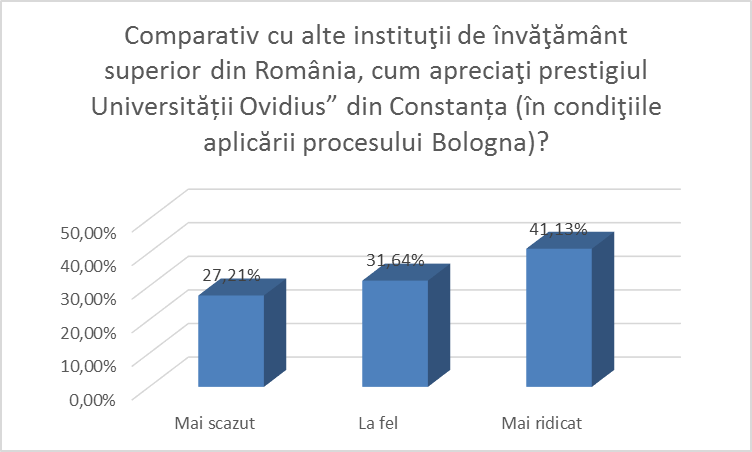 Comparativ cu alte instituţii de învăţământ
superior din România, cum apreciaţi prestigiul
Universității Ovidius” din Constanța (în condiţiile
aplicării procesului Bologna)?
50,00%
40,00%
30,00%
20,00%
10,00%
0,00%
27,21%
31,64%
41,13%
Mai scazut
La fel
Mai ridicat